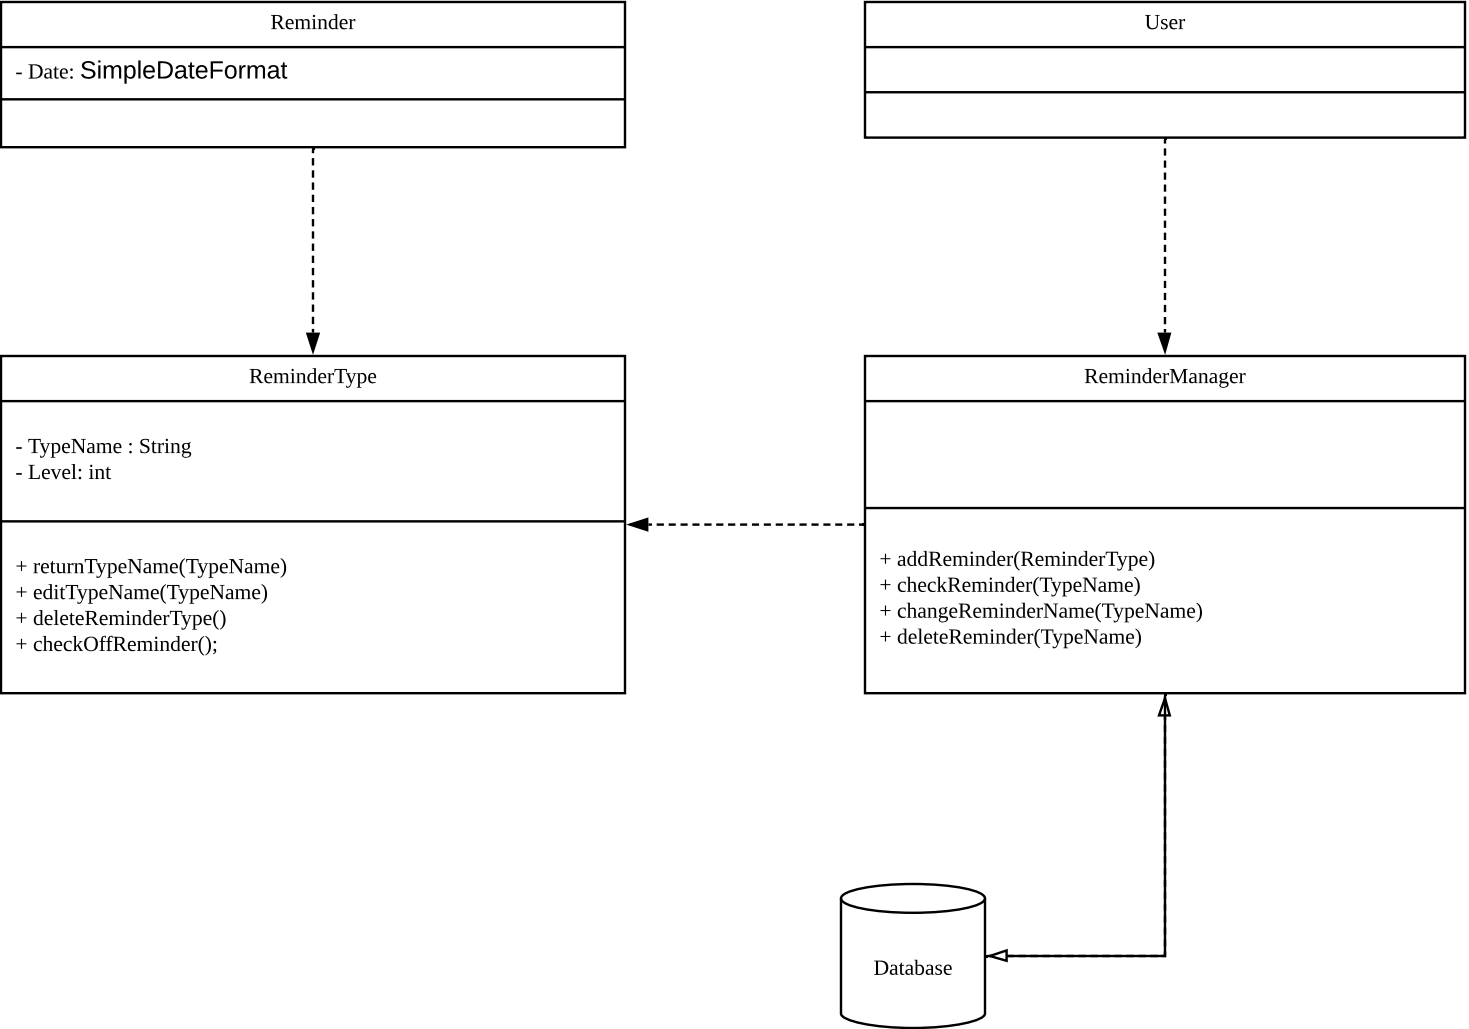 Reminder
- Date: SimpleDateFormat
User
ReminderType
- TypeName : String
- Level: int
+ returnTypeName(TypeName)
+ editTypeName(TypeName)
+ deleteReminderType()
+ checkOffReminder();
ReminderManager
+ addReminder(ReminderType)
+ checkReminder(TypeName)
+ changeReminderName(TypeName)
+ deleteReminder(TypeName)
Database